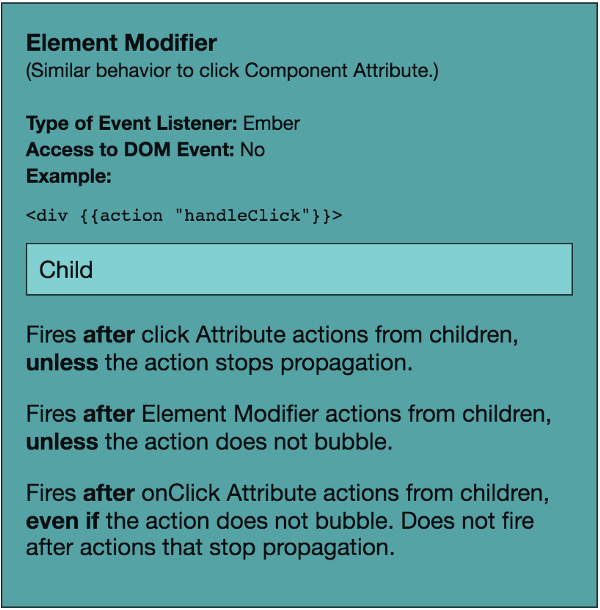 Element Modifier
(Similar behavior to click Component Attribute.)
Type of Event Listener: Ember
Access to DOM Event: No
Example:
<div {{action "handleClick"}}>
Child
Fires after click Attribute actions from children,
unless the action stops propagation.
Fires after Element Modifier actions from children,
unless the action does not bubble.
Fires after onClick Attribute actions from children,
even if the action does not bubble. Does not fire
after actions that stop propagation.